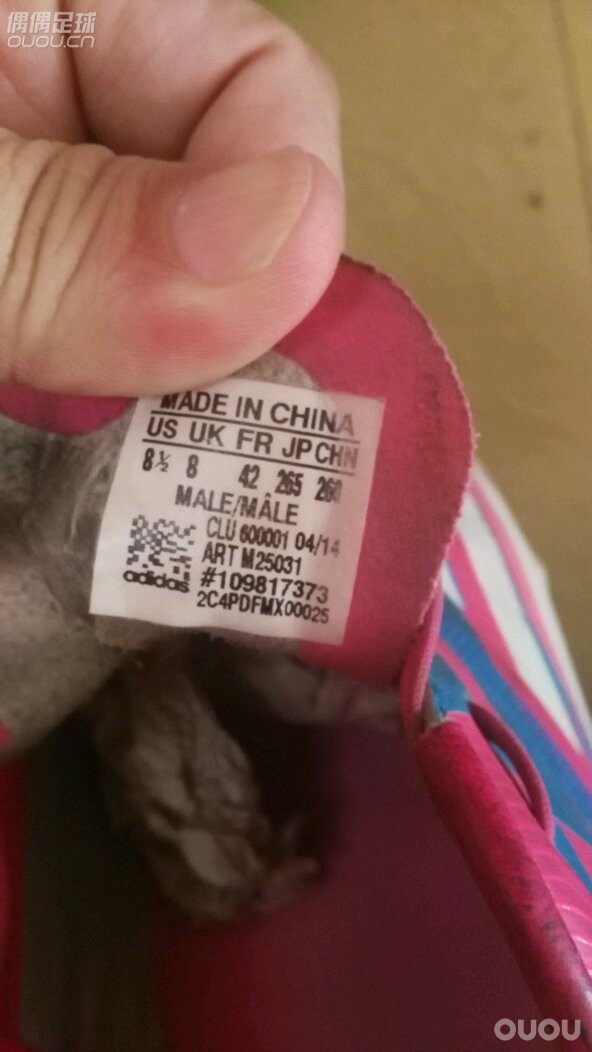 偶偶足球
OUOU.CN
MADE IN CHINA
US UK FR JP CHN
8½ 8 42 265 260
MALE/MÂLE
CLU 600001 04/14
ART M25031
adidas #109817373
2C4PDFMX00025
OUOU